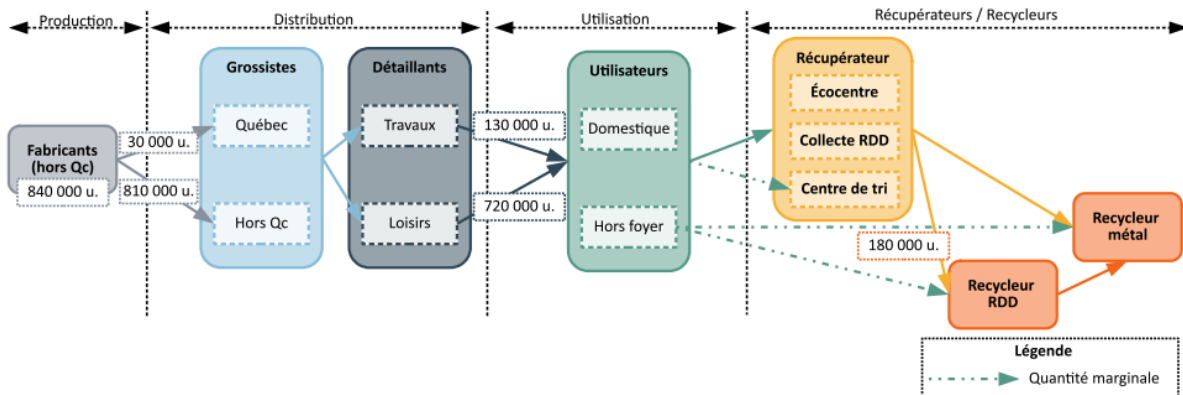 Production
Distribution
Utilisation
Récupérateurs / Recycleurs
Grossistes
Détaillants
Utilisateurs
Récupérateur
Écocentre
Québec
Travaux
130 000 u.
Domestique
30 000 u.
Collecte RDD
Fabricants
(hors Qc)
840 000 u.
810 000 u.
Centre de tri
Hors Qc
Loisirs
720 000 u.
Hors foyer
Recycleur
métal
180 000 u.
Recycleur
RDD
Légende
Quantité marginale